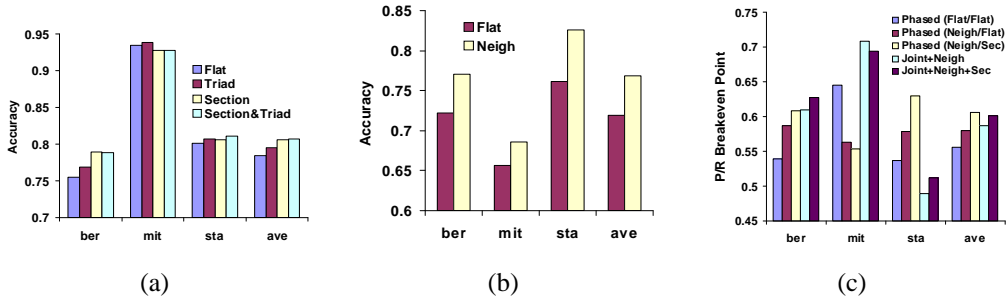 Accuracy
0.95
0.9
0.85
0.8
0.75
0.7
Flat
Triad
Section
Section&Triad
ber mit sta ave
(a)
Accuracy
0.85
0.8
0.75
0.7
0.65
0.6
Flat
Neigh
ber mit sta ave
(b)
P/R Breakeven Point
0.75
0.7
0.65
0.6
0.55
0.5
0.45
Phased (Flat/Flat)
Phased (Neigh/Flat)
Phased (Neigh/Sec)
Joint+Neigh
Joint+Neigh+Sec
ber mit sta ave
(c)